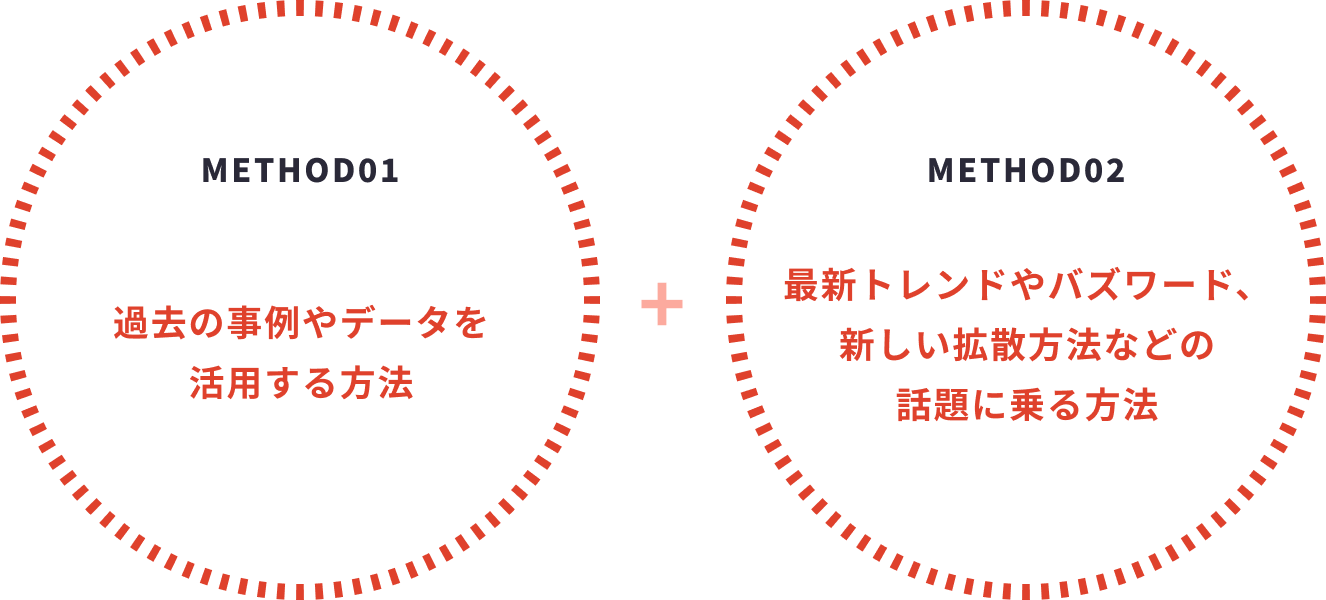 METHOD01
過去の事例やデータを
活用する方法
+
METHOD02
最新トレンドやバズワード、
新しい拡散方法などの
話題に乗る方法